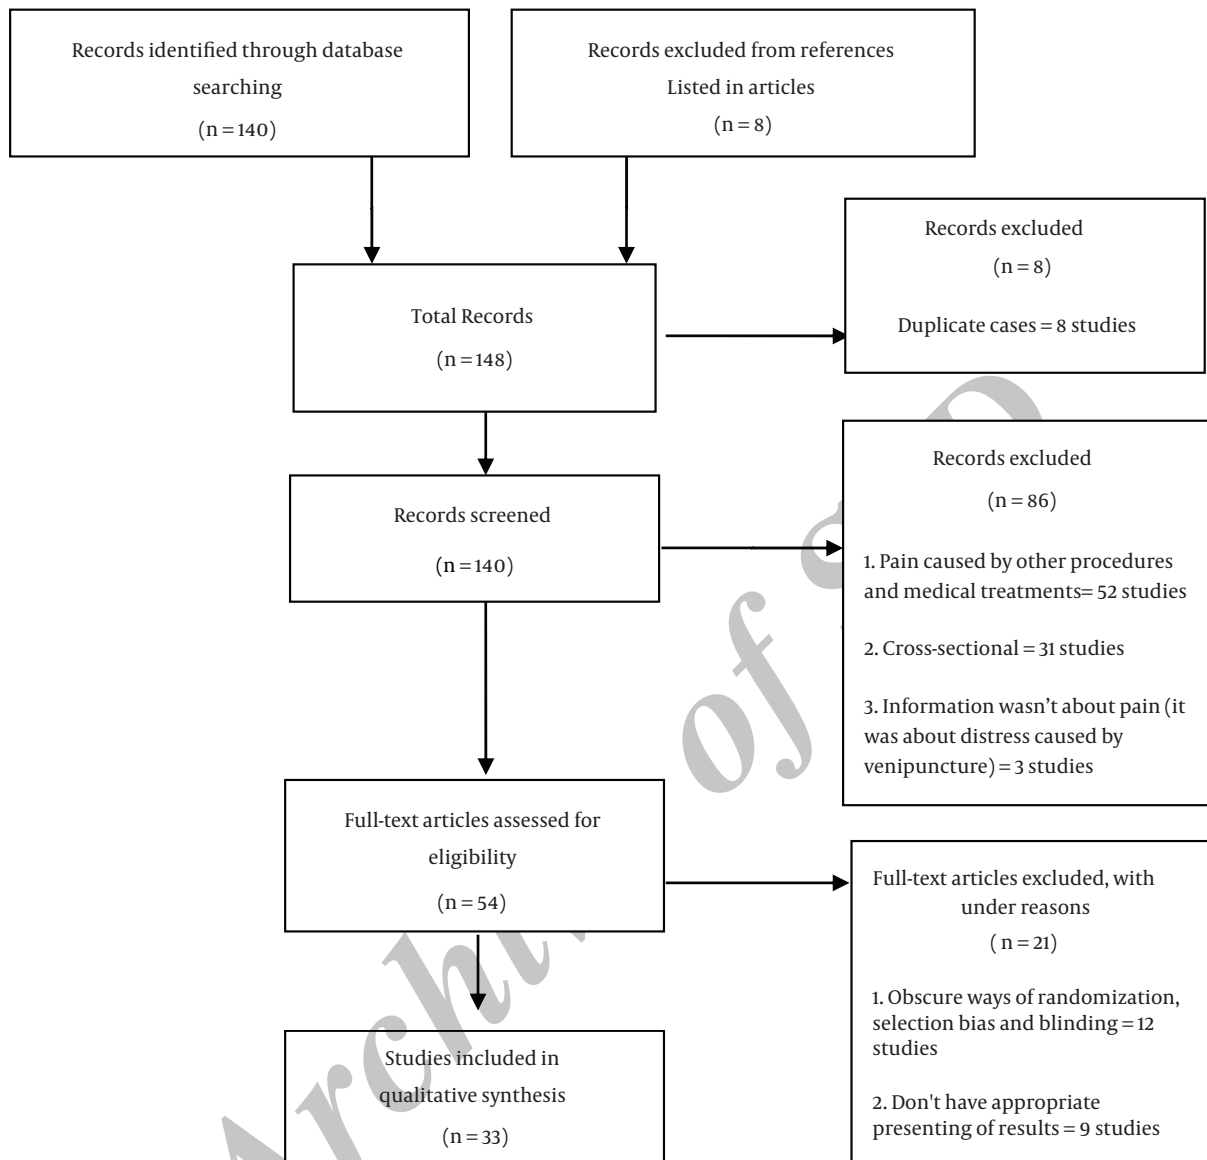 Records identified through database
searching
(n = 140)
Records excluded from references
Listed in articles
(n = 8)
Records excluded
(n = 8)
Duplicate cases = 8 studies
Total Records
(n = 148)
Records screened
(n = 140)
Records excluded
(n = 86)
1. Pain caused by other procedures
and medical treatments= 52 studies
2. Cross-sectional = 31 studies
3. Information wasn't about pain (it
was about distress caused by
venipuncture) = 3 studies
Full-text articles assessed for
eligibility
(n = 54)
Full-text articles excluded, with
under reasons
( n = 21)
1. Obscure ways of randomization,
selection bias and blinding = 12
studies
2. Don't have appropriate
presenting of results = 9 studies
Studies included in
qualitative synthesis
(n = 33)
Archive of SID